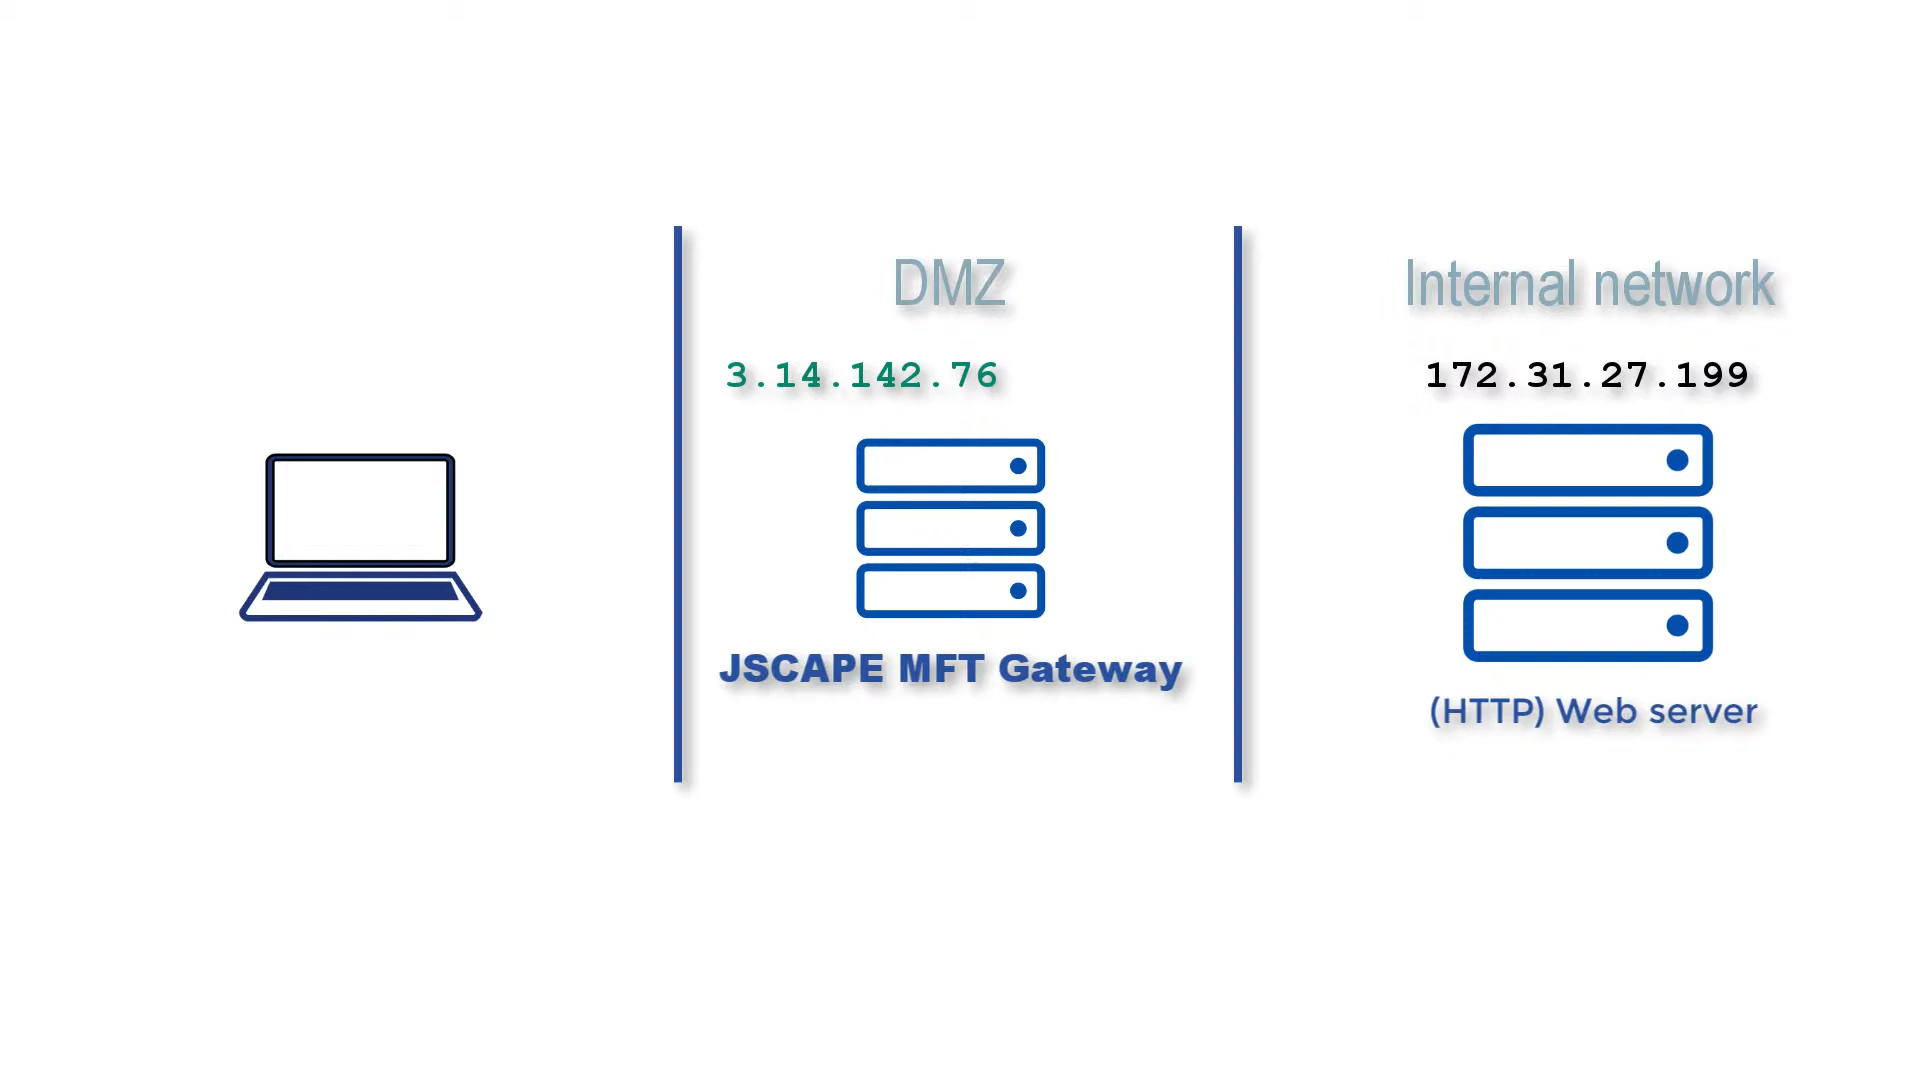 DMZ
3.14.142.76
JSCAPE MFT Gateway
Internal network
172.31.27.199
(HTTP) Web server